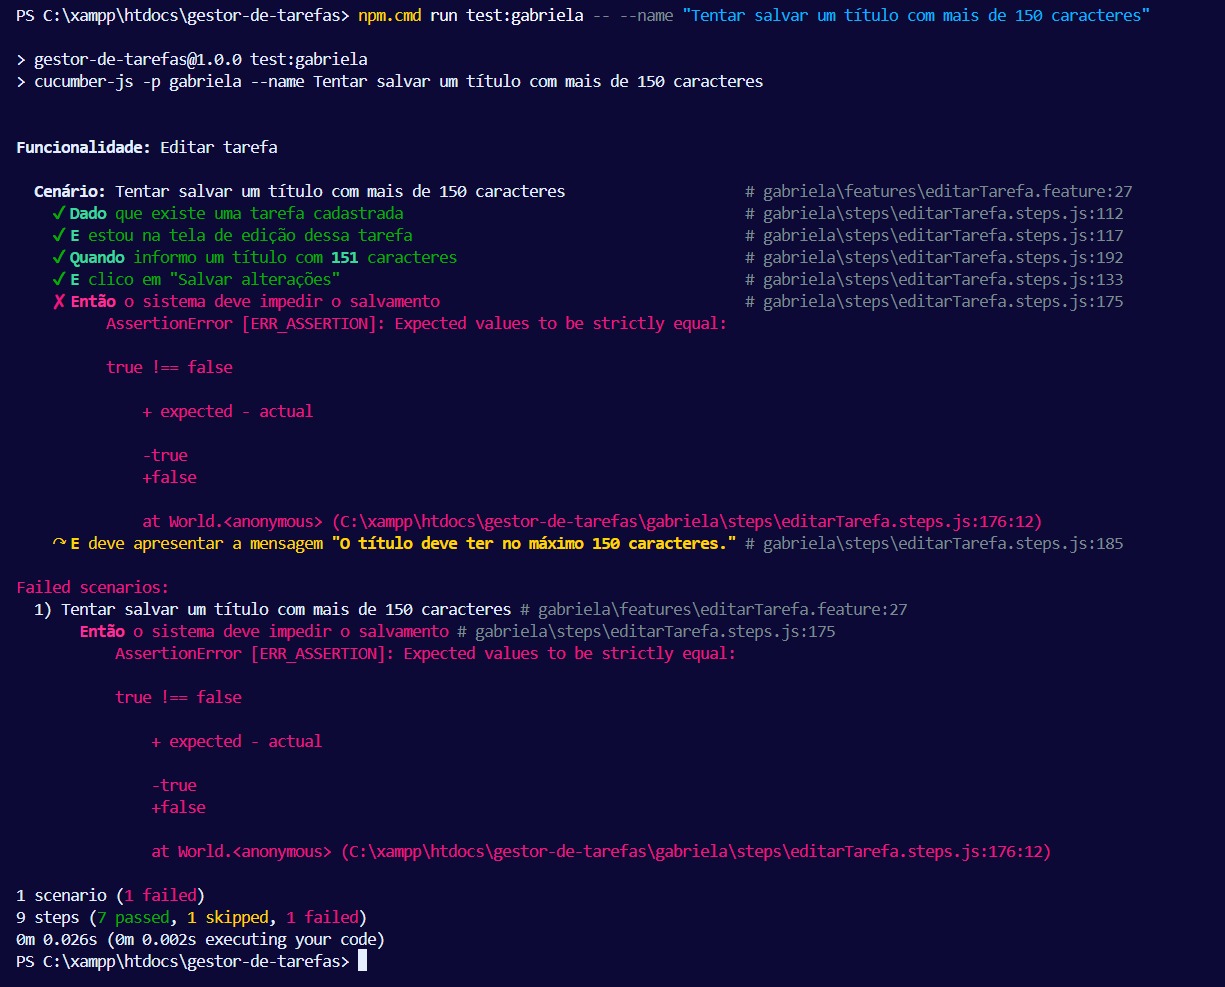 PS C:\xampp\htdocs\gestor-de-tarefas> npm.cmd run test:gabriela -- --name "Tentar salvar um título com mais de 150 caracteres"
> gestor-de-tarefas@1.0.0 test:gabriela
> cucumber-js -p gabriela --name Tentar salvar um título com mais de 150 caracteres
Funcionalidade: Editar tarefa
Cenário: Tentar salvar um título com mais de 150 caracteres # gabriela\features\editarTarefa.feature:27
✓ Dado que existe uma tarefa cadastrada # gabriela\steps\editarTarefa.steps.js:112
✓ E estou na tela de edição dessa tarefa # gabriela\steps\editarTarefa.steps.js:117
✓ Quando informo um título com 151 caracteres # gabriela\steps\editarTarefa.steps.js:192
✓ E clico em "Salvar alterações" # gabriela\steps\editarTarefa.steps.js:133
✗ Então o sistema deve impedir o salvamento # gabriela\steps\editarTarefa.steps.js:175
AssertionError [ERR_ASSERTION]: Expected values to be strictly equal:
true !== false
+ expected - actual
-true
+false
at World.<anonymous> (C:\xampp\htdocs\gestor-de-tarefas\gabriela\steps\editarTarefa.steps.js:176:12)
↷ E deve apresentar a mensagem "O título deve ter no máximo 150 caracteres." # gabriela\steps\editarTarefa.steps.js:185
Failed scenarios:
1) Tentar salvar um título com mais de 150 caracteres # gabriela\features\editarTarefa.feature:27
Então o sistema deve impedir o salvamento # gabriela\steps\editarTarefa.steps.js:175
AssertionError [ERR_ASSERTION]: Expected values to be strictly equal:
true !== false
+ expected - actual
-true
+false
at World.<anonymous> (C:\xampp\htdocs\gestor-de-tarefas\gabriela\steps\editarTarefa.steps.js:176:12)
1 scenario (1 failed)
9 steps (7 passed, 1 skipped, 1 failed)
0m 0.026s (0m 0.002s executing your code)
PS C:\xampp\htdocs\gestor-de-tarefas>